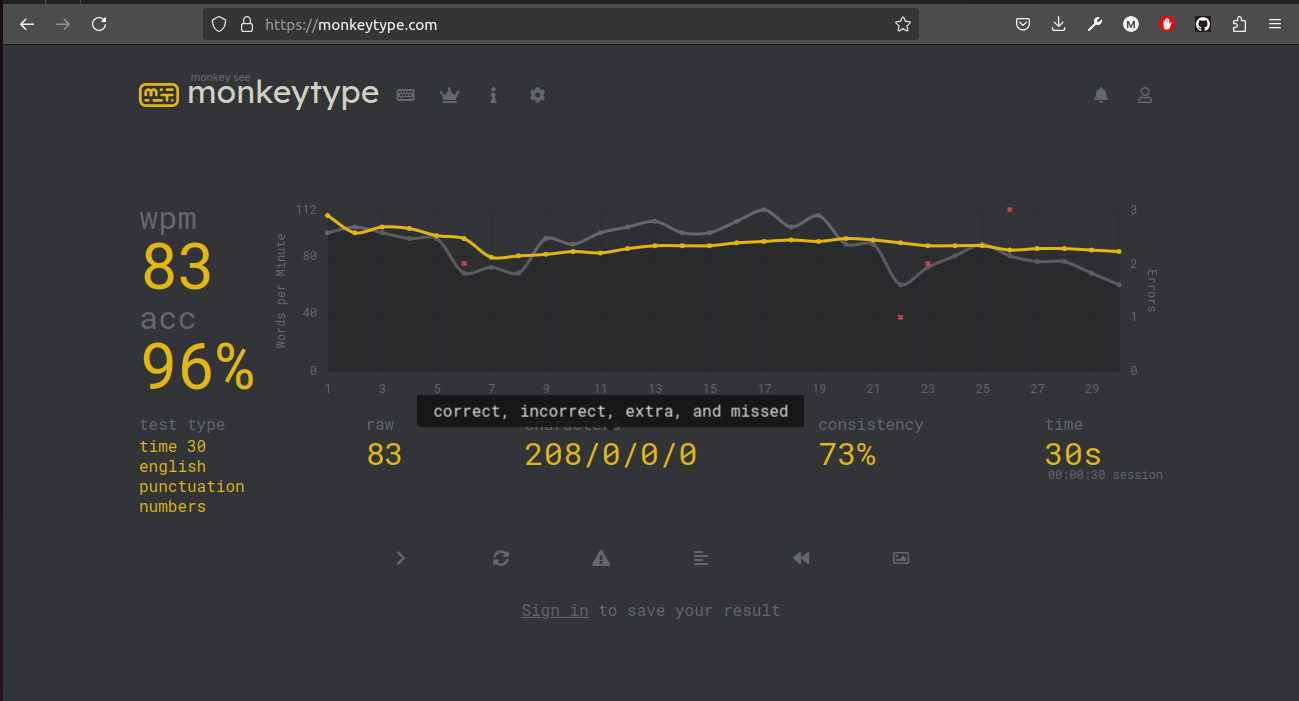 https://monkeytype.com
M
monkey see
monkeytype
wpm
83
acc
96%
Words per Minute
112
80
40
0
3
2
1
0
Errors
1 3 5 7 9 11 13 15 17 19 21 23 25 27 29
correct, incorrect, extra, and missed
test type
time 30
english
punctuation
numbers
raw
83
characters
208/0/0/0
consistency
73%
time
30s
00:00:30 session
Sign in to save your result